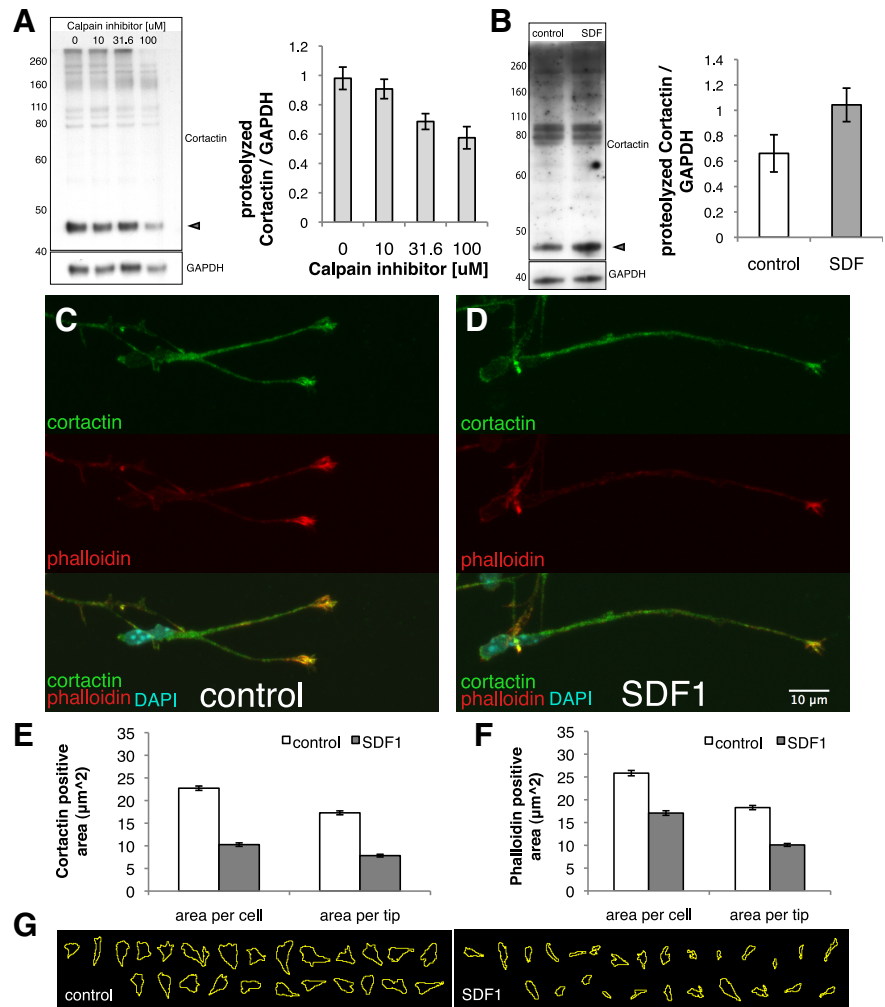 A
Calpain inhibitor [uM]
0 10 31.6 100
260
160
110
80
60
50
40
Cortactin
GAPDH
proteolyzed
Cortactin / GAPDH
1.2
1
0.8
0.6
0.4
0.2
0
0 10 31.6 100
Calpain inhibitor [uM]
B
control SDF
260
160
110
80
60
50
40
Cortactin
GAPDH
proteolyzed Cortactin /
GAPDH
1.4
1.2
1
0.8
0.6
0.4
0.2
0
control SDF
C
cortactin
phalloidin
cortactin
phalloidin DAPI control
D
cortactin
phalloidin
cortactin
phalloidin DAPI SDF1
10 µm
E
Cortactin positive
area (µm^2)
35
30
25
20
15
10
5
0
control SDF1
area per cell area per tip
F
Phalloidin positive
area (µm^2)
35
30
25
20
15
10
5
0
control SDF1
area per cell area per tip
G
control
SDF1